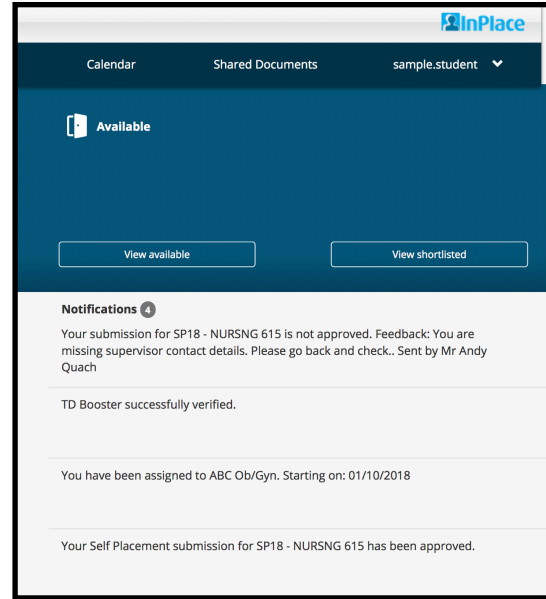 InPlace
Calendar Shared Documents sample.student
Available
View available View shortlisted
Notifications 4
Your submission for SP18 - NURSNG 615 is not approved. Feedback: You are
missing supervisor contact details. Please go back and check.. Sent by Mr Andy
Quach
TD Booster successfully verified.
You have been assigned to ABC Ob/Gyn. Starting on: 01/10/2018
Your Self Placement submission for SP18 - NURSNG 615 has been approved.